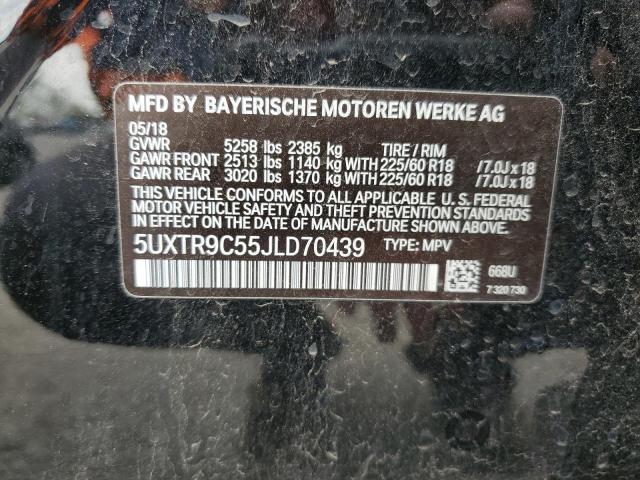 MFD BY BAYERISCHE MOTOREN WERKE AG
05/18
GVWR 5258 lbs 2385 kg TIRE / RIM
GAWR FRONT 2513 lbs 1140 kg WITH 225/60 R18 /7.0J x 18
GAWR REAR 3020 lbs 1370 kg WITH 225/60 R18 /7.0J x 18
THIS VEHICLE CONFORMS TO ALL APPLICABLE U. S. FEDERAL
MOTOR VEHICLE SAFETY AND THEFT PREVENTION STANDARDS
IN EFFECT ON THE DATE OF MANUFACTURE SHOWN ABOVE.
5UXTR9C55JLD70439 TYPE: MPV
668U
7 320 730